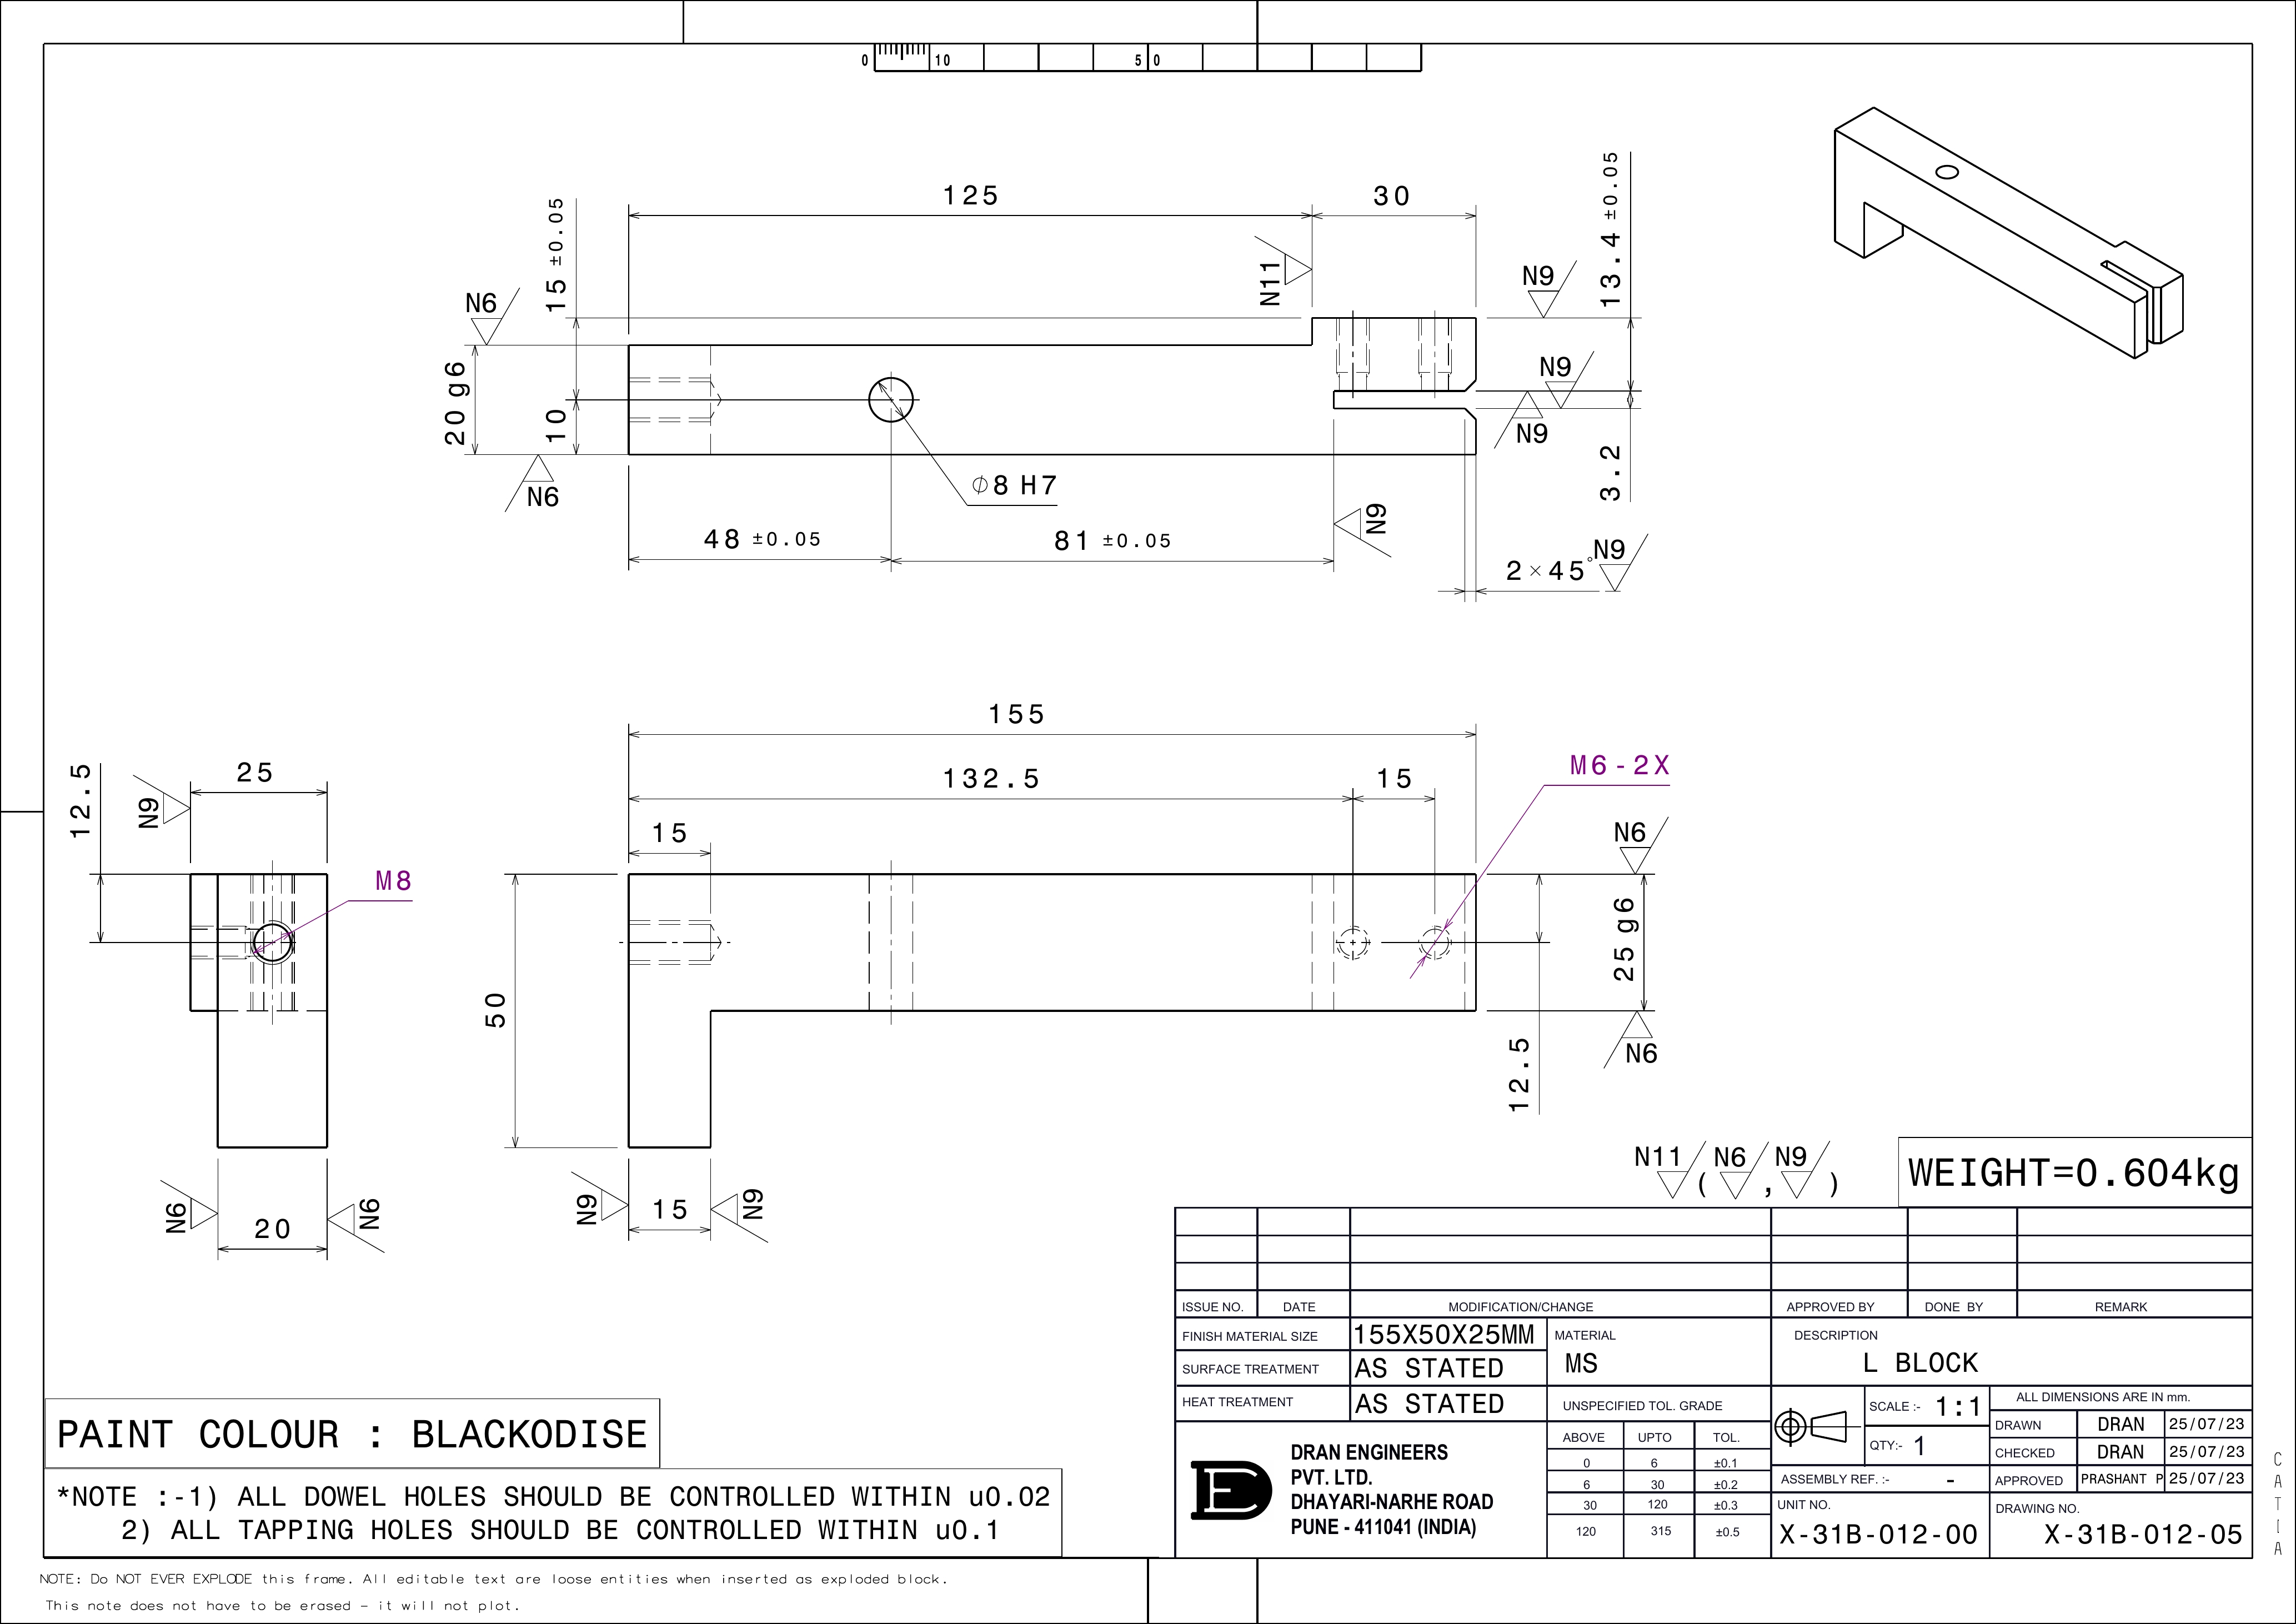 0 10 50
125 30
15 ±0.05
13.4 ±0.05
N11
N9
N6
20 g6
10
N9
N9
N6
Ø8 H7
3.2
N9
48 ±0.05
81 ±0.05
2×45° N9
155
12.5
25
N9
132.5
15
M6-2X
15
N6
M8
25 g6
50
N6
12.5
N9
15
N9
N6
20
N6
N11 ( N6 , N9 )
WEIGHT=0.604kg
ISSUE NO. DATE MODIFICATION/CHANGE APPROVED BY DONE BY REMARK
FINISH MATERIAL SIZE 155X50X25MM
SURFACE TREATMENT AS STATED
HEAT TREATMENT AS STATED
MATERIAL
MS
DESCRIPTION
L BLOCK
UNSPECIFIED TOL. GRADE
ABOVE UPTO TOL.
0 6 ±0.1
6 30 ±0.2
30 120 ±0.3
120 315 ±0.5
SCALE :- 1:1
QTY:- 1
ALL DIMENSIONS ARE IN mm.
DRAWN DRAN 25/07/23
CHECKED DRAN 25/07/23
APPROVED PRASHANT P 25/07/23
ASSEMBLY REF. :- -
UNIT NO.
X-31B-012-00
DRAWING NO.
X-31B-012-05
DE
DRAN ENGINEERS
PVT. LTD.
DHAYARI-NARHE ROAD
PUNE - 411041 (INDIA)
PAINT COLOUR : BLACKODISE
*NOTE :-1) ALL DOWEL HOLES SHOULD BE CONTROLLED WITHIN u0.02
2) ALL TAPPING HOLES SHOULD BE CONTROLLED WITHIN u0.1
NOTE: Do NOT EVER EXPLODE this frame. All editable text are loose entities when inserted as exploded block.
This note does not have to be erased - it will not plot.
CATIA